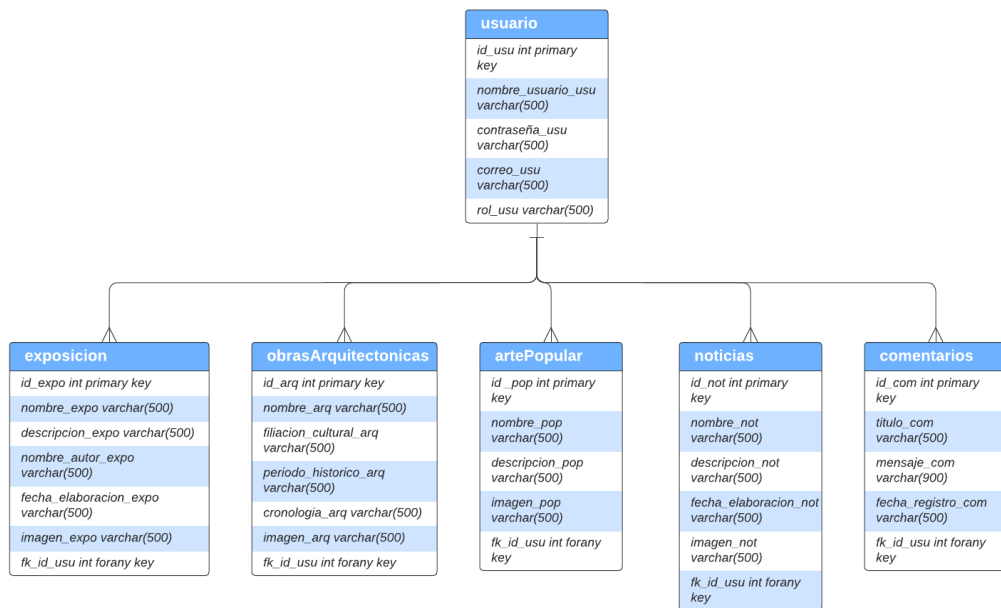 usuario
id_usu int primary
key
nombre_usuario_usu
varchar(500)
contraseña_usu
varchar(500)
correo_usu
varchar(500)
rol_usu varchar(500)
exposicion
id_expo int primary key
nombre_expo varchar(500)
descripcion_expo varchar(500)
nombre_autor_expo
varchar(500)
fecha_elaboracion_expo
varchar(500)
imagen_expo varchar(500)
fk_id_usu int forany key
obrasArquitectonicas
id_arq int primary key
nombre_arq varchar(500)
filiacion_cultural_arq
varchar(500)
periodo_historico_arq
varchar(500)
cronologia_arq varchar(500)
imagen_arq varchar(500)
fk_id_usu int forany key
artePopular
id _pop int primary
key
nombre_pop
varchar(500)
descripcion_pop
varchar(500)
imagen_pop
varchar(500)
fk_id_usu int forany
key
noticias
id_not int primary
key
nombre_not
varchar(500)
descripcion_not
varchar(500)
fecha_elaboracion_not
varchar(500)
imagen_not
varchar(500)
fk_id_usu int forany
key
comentarios
id_com int primary
key
titulo_com
varchar(500)
mensaje_com
varchar(900)
fecha_registro_com
varchar(500)
fk_id_usu int forany
key